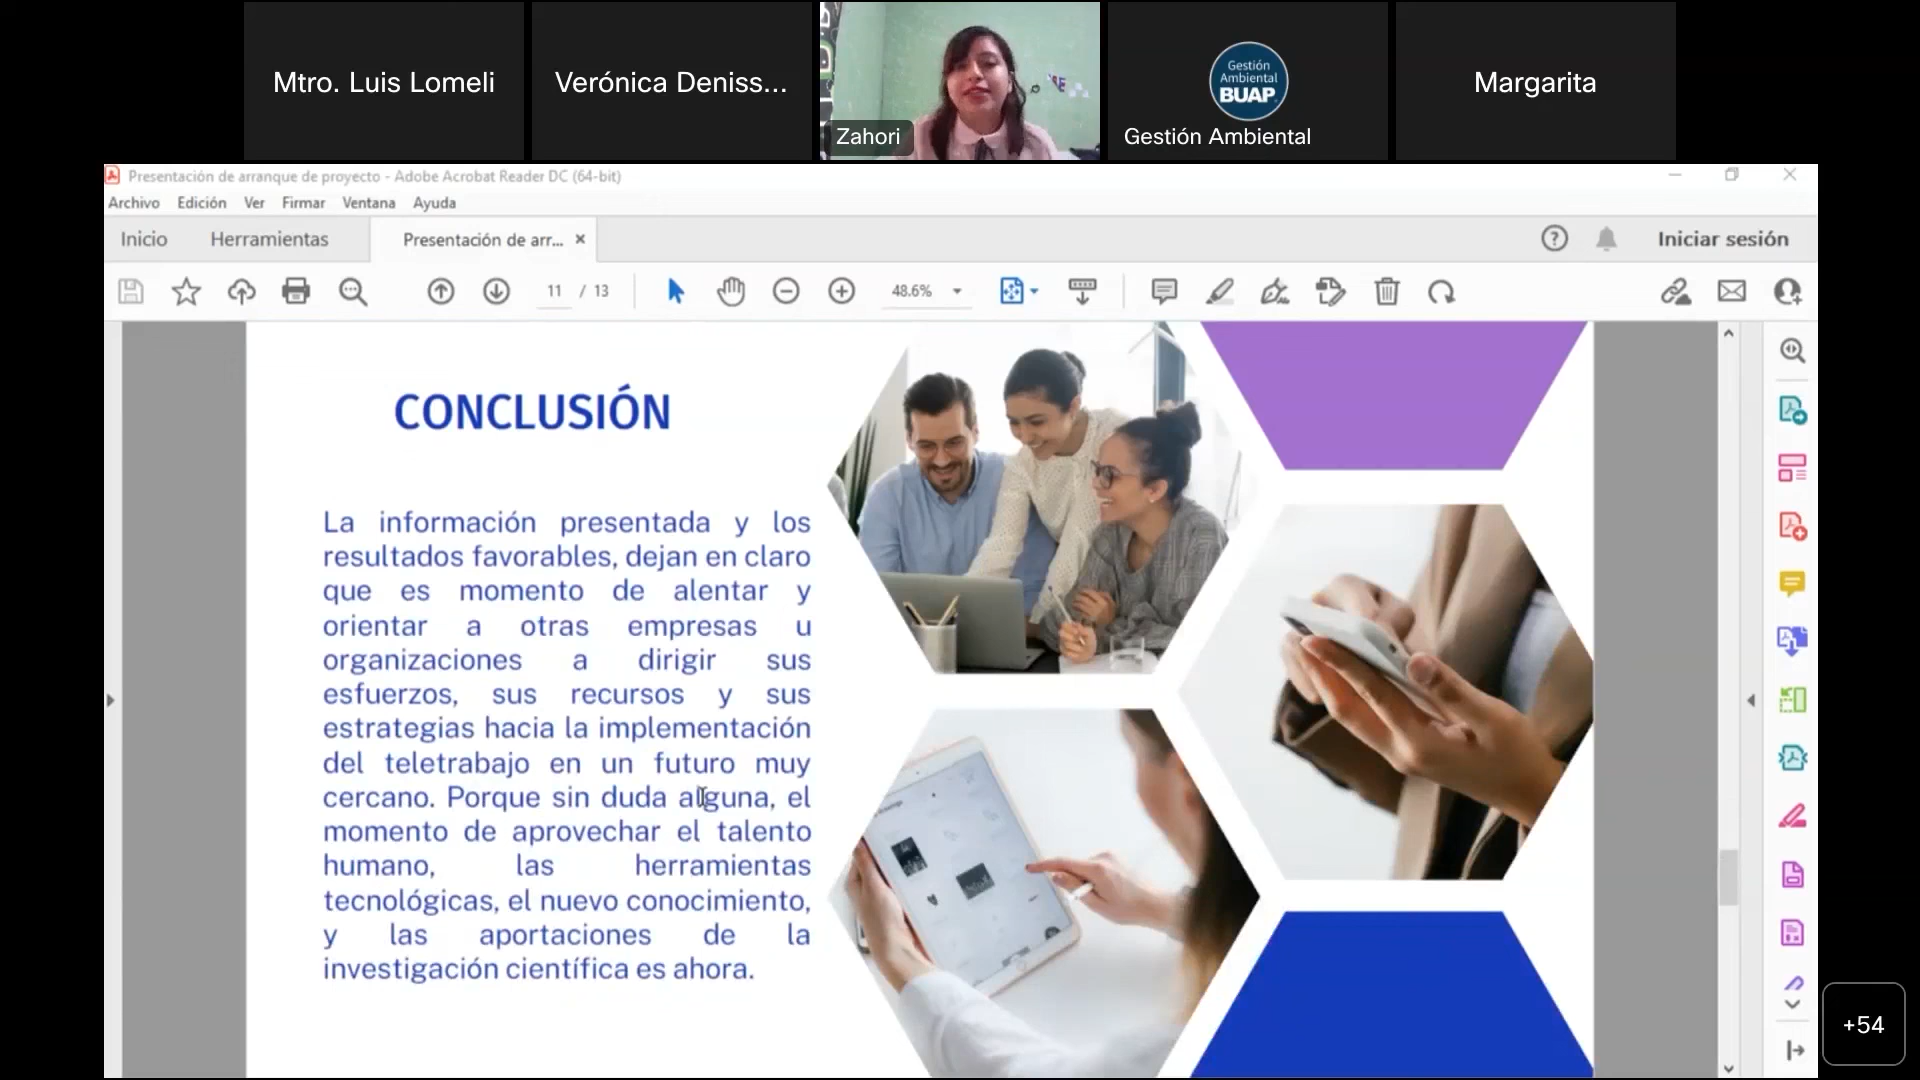 Mtro. Luis Lomeli
Verónica Deniss...
Zahori
Gestión
Ambiental
BUAP
Gestión Ambiental
Margarita
Presentación de arranque de proyecto - Adobe Acrobat Reader DC (64-bit)
Archivo Edición Ver Firmar Ventana Ayuda
Inicio Herramientas Presentación de arr... × Iniciar sesión
11 / 13 48.6%
CONCLUSIÓN
La información presentada y los
resultados favorables, dejan en claro
que es momento de alentar y
orientar a otras empresas u
organizaciones a dirigir sus
esfuerzos, sus recursos y sus
estrategias hacia la implementación
del teletrabajo en un futuro muy
cercano. Porque sin duda alguna, el
momento de aprovechar el talento
humano, las herramientas
tecnológicas, el nuevo conocimiento,
y las aportaciones de la
investigación científica es ahora.
+54